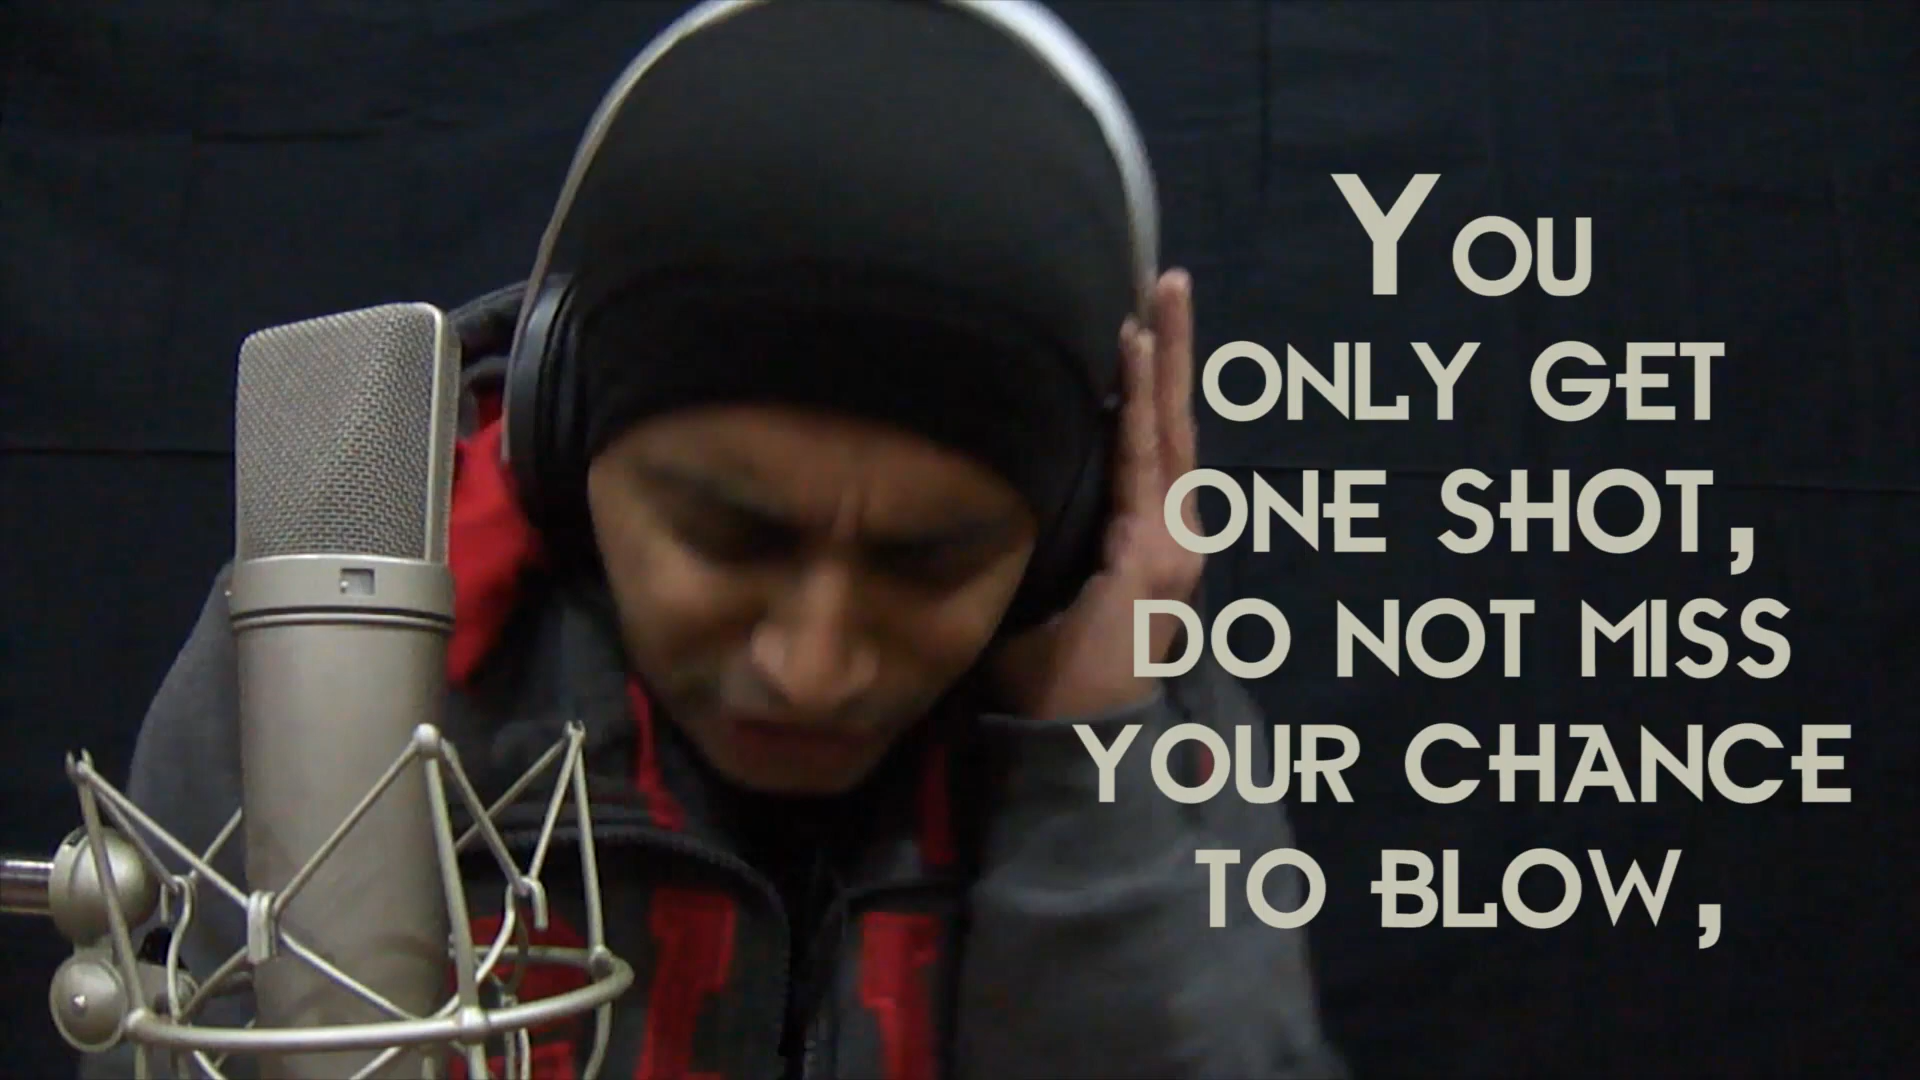 You
ONLY GET
ONE SHOT,
DO NOT MISS
YOUR CHANCE
TO BLOW,